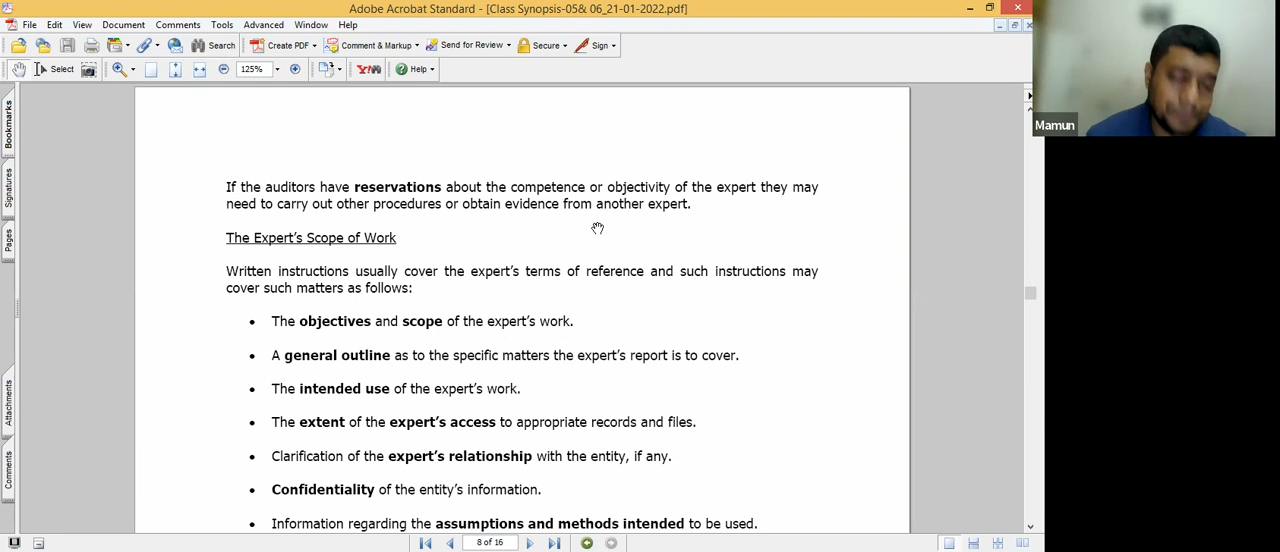 Adobe Acrobat Standard - [Class Synopsis-05& 06_21-01-2022.pdf]
File Edit View Document Comments Tools Advanced Window Help
Search Create PDF Comment & Markup Send for Review Secure Sign
Select 125% Help
Bookmarks
Signatures
Pages
Attachments
Comments
If the auditors have reservations about the competence or objectivity of the expert they may
need to carry out other procedures or obtain evidence from another expert.
The Expert's Scope of Work
Written instructions usually cover the expert's terms of reference and such instructions may
cover such matters as follows:
• The objectives and scope of the expert's work.
• A general outline as to the specific matters the expert's report is to cover.
• The intended use of the expert's work.
• The extent of the expert's access to appropriate records and files.
• Clarification of the expert's relationship with the entity, if any.
• Confidentiality of the entity's information.
• Information regarding the assumptions and methods intended to be used.
8 of 16
Mamun